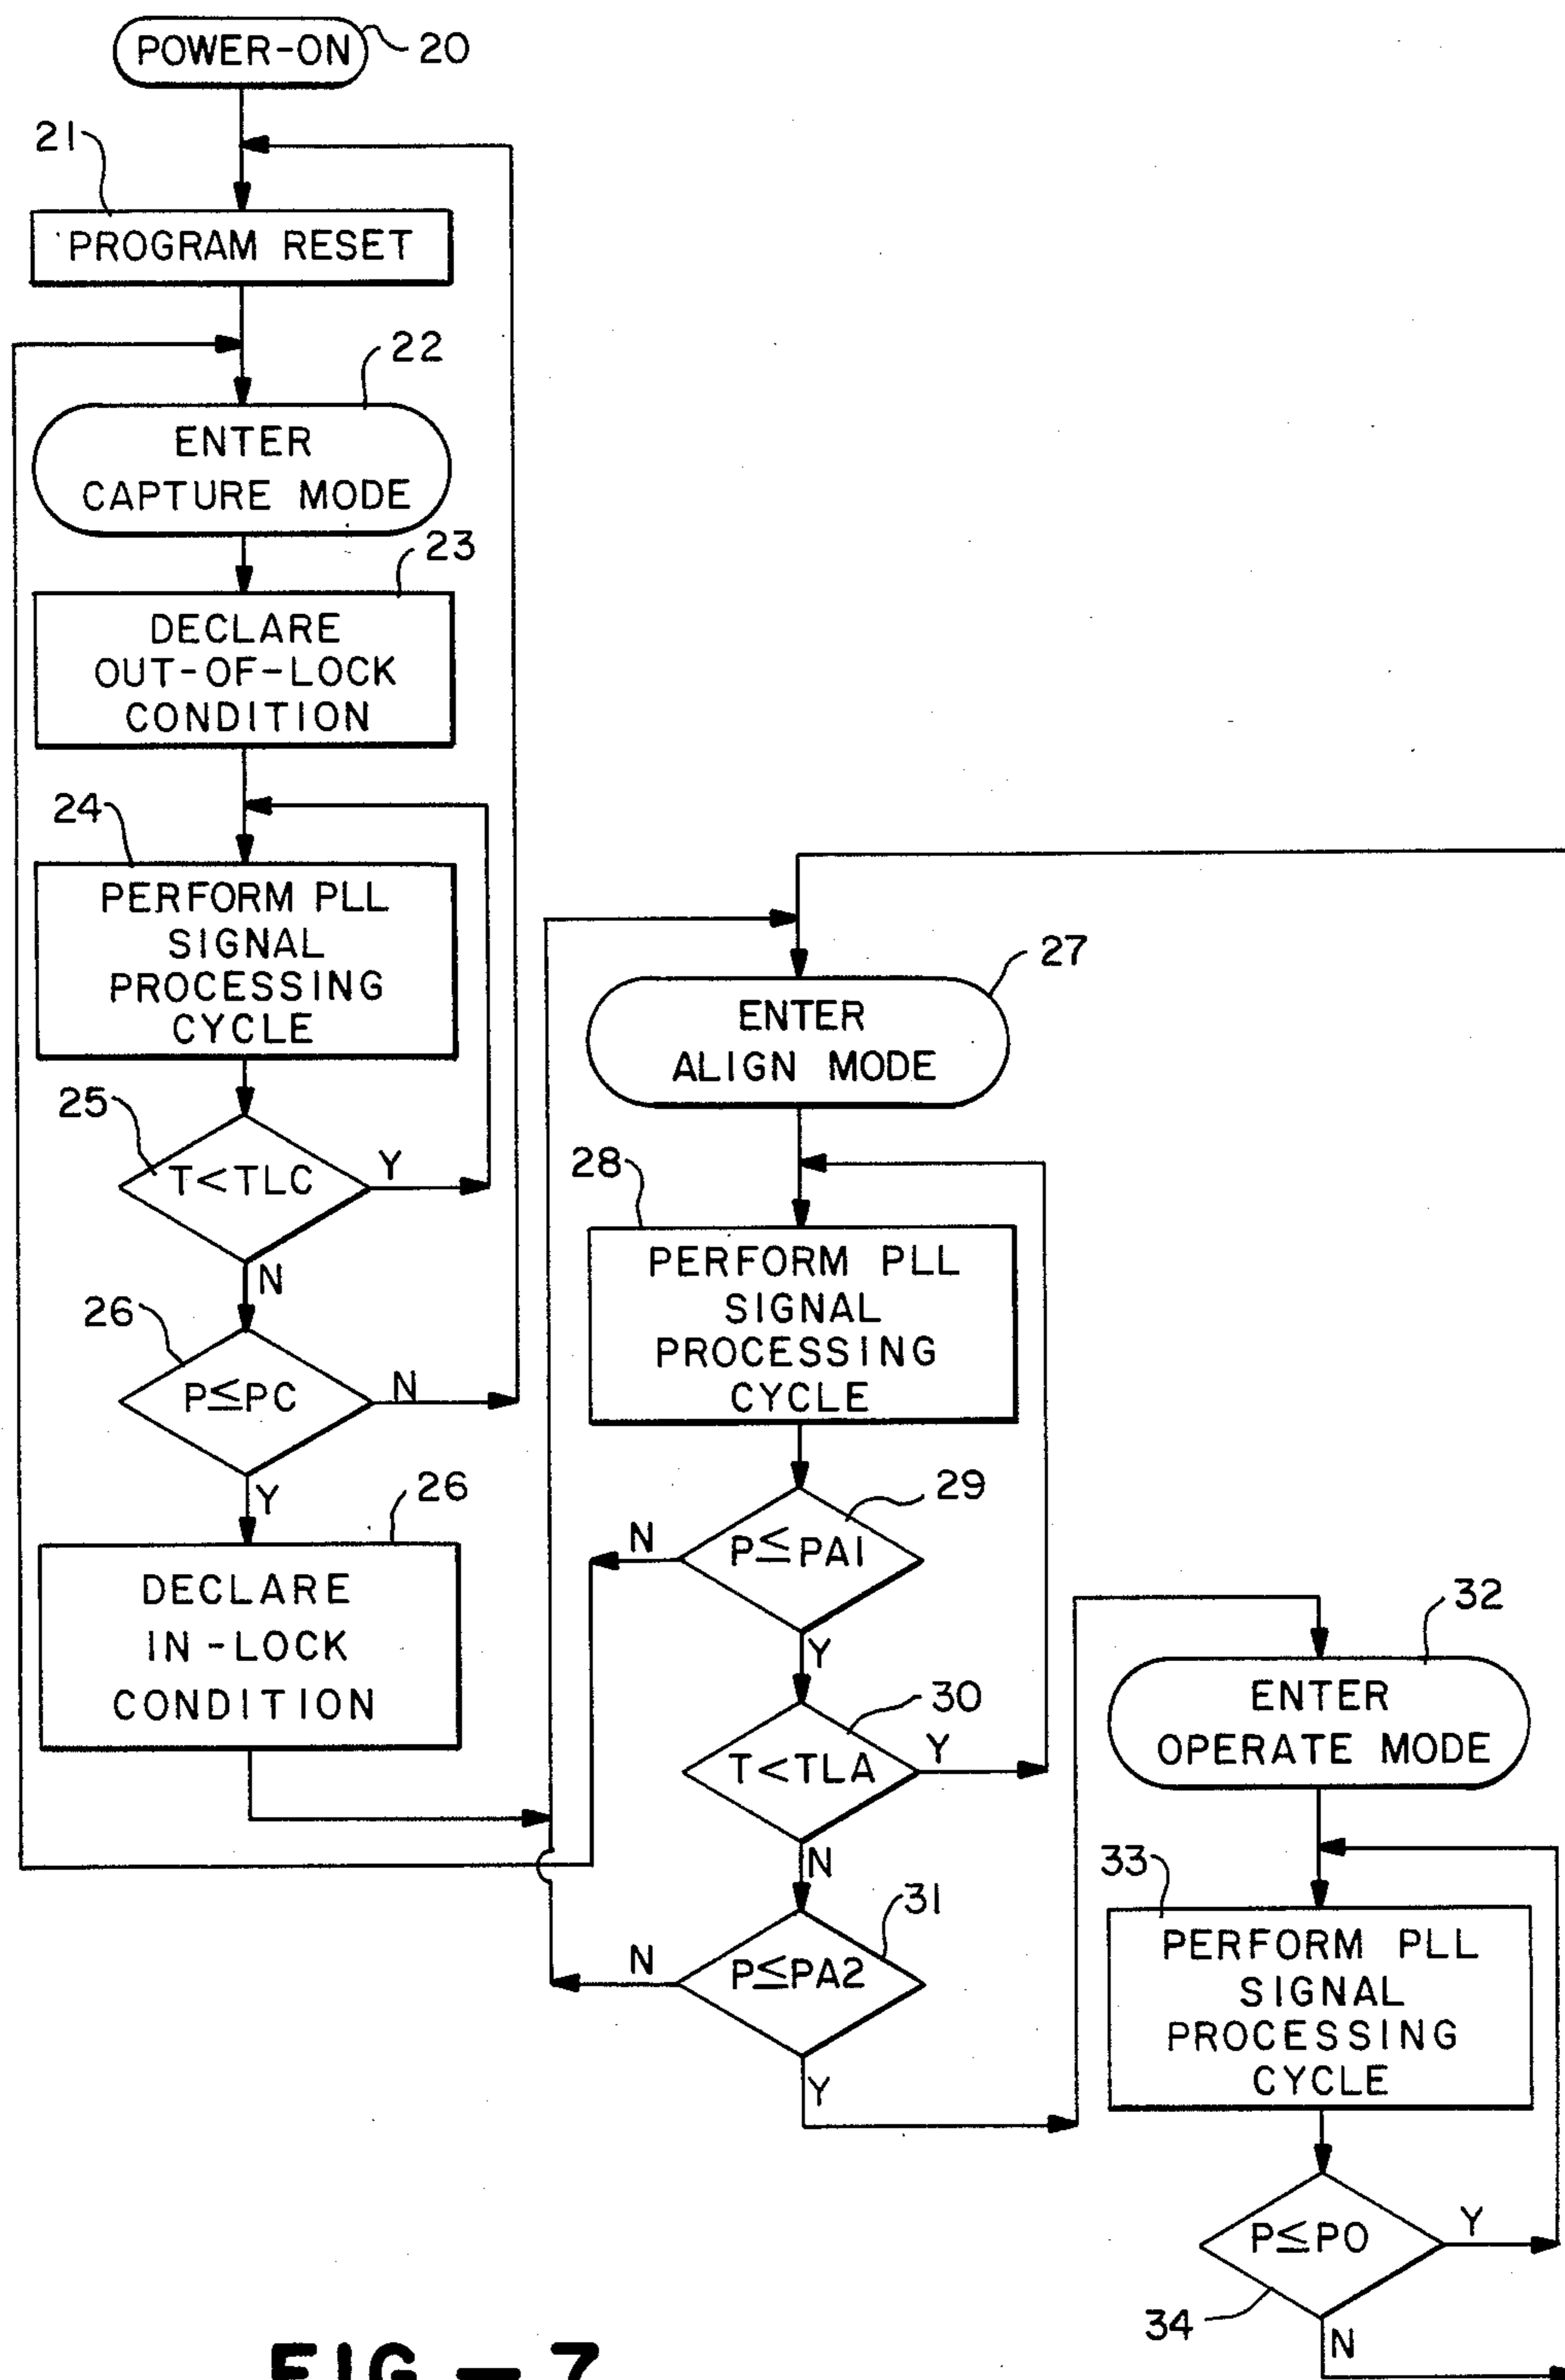 POWER-ON
20
21
PROGRAM RESET
22
ENTER
CAPTURE MODE
23
DECLARE
OUT-OF-LOCK
CONDITION
24
PERFORM PLL
SIGNAL
PROCESSING
CYCLE
25
T<TLC
Y
N
26
P≤PC
N
Y
26
DECLARE
IN-LOCK
CONDITION
27
ENTER
ALIGN MODE
28
PERFORM PLL
SIGNAL
PROCESSING
CYCLE
29
P≤PA1
N
Y
30
T<TLA
Y
N
31
P≤PA2
N
Y
32
ENTER
OPERATE MODE
33
PERFORM PLL
SIGNAL
PROCESSING
CYCLE
P≤PO
Y
34
N
FIG-7